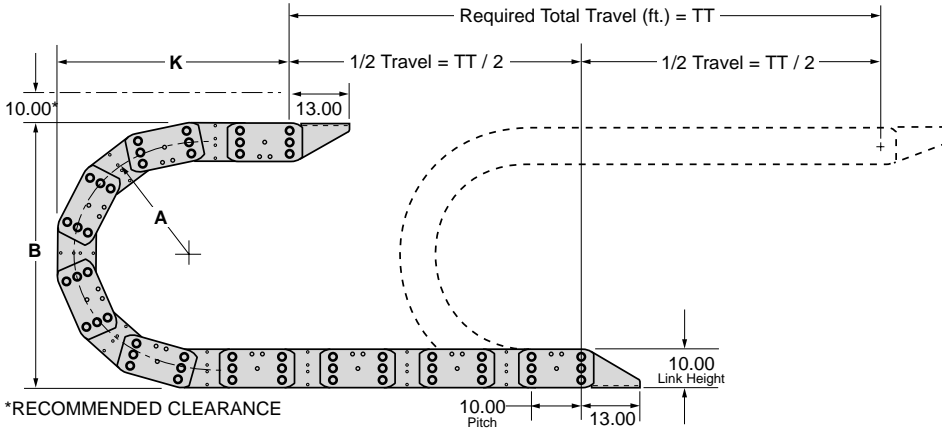 Required Total Travel (ft.) = TT
K
1/2 Travel = TT / 2
1/2 Travel = TT / 2
10.00*
13.00
A
B
10.00
Link Height
*RECOMMENDED CLEARANCE
10.00
Pitch
13.00